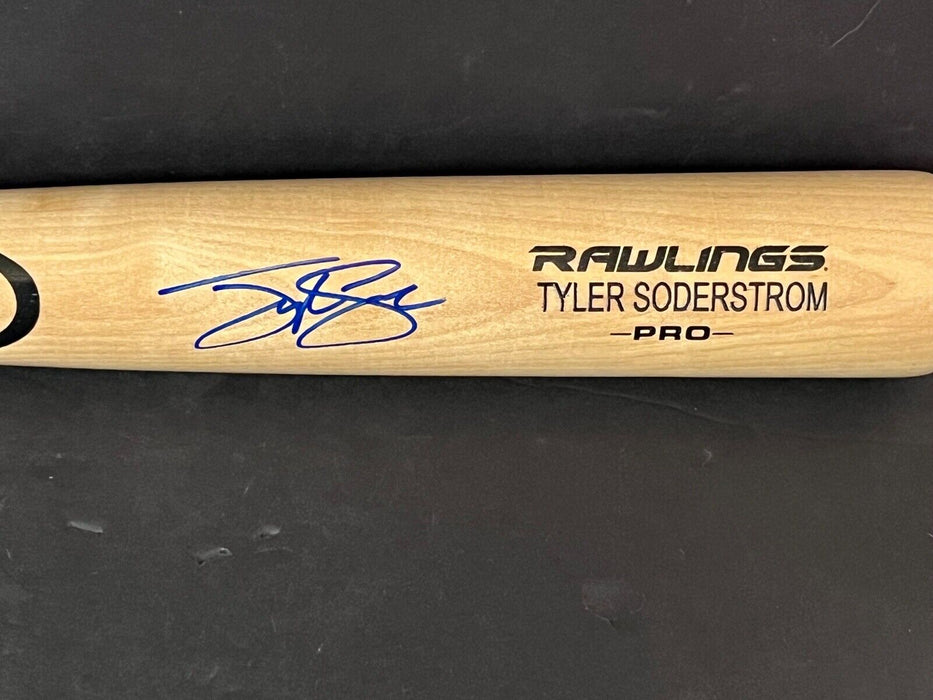 RAWLINGS
TYLER SODERSTROM
-PRO-